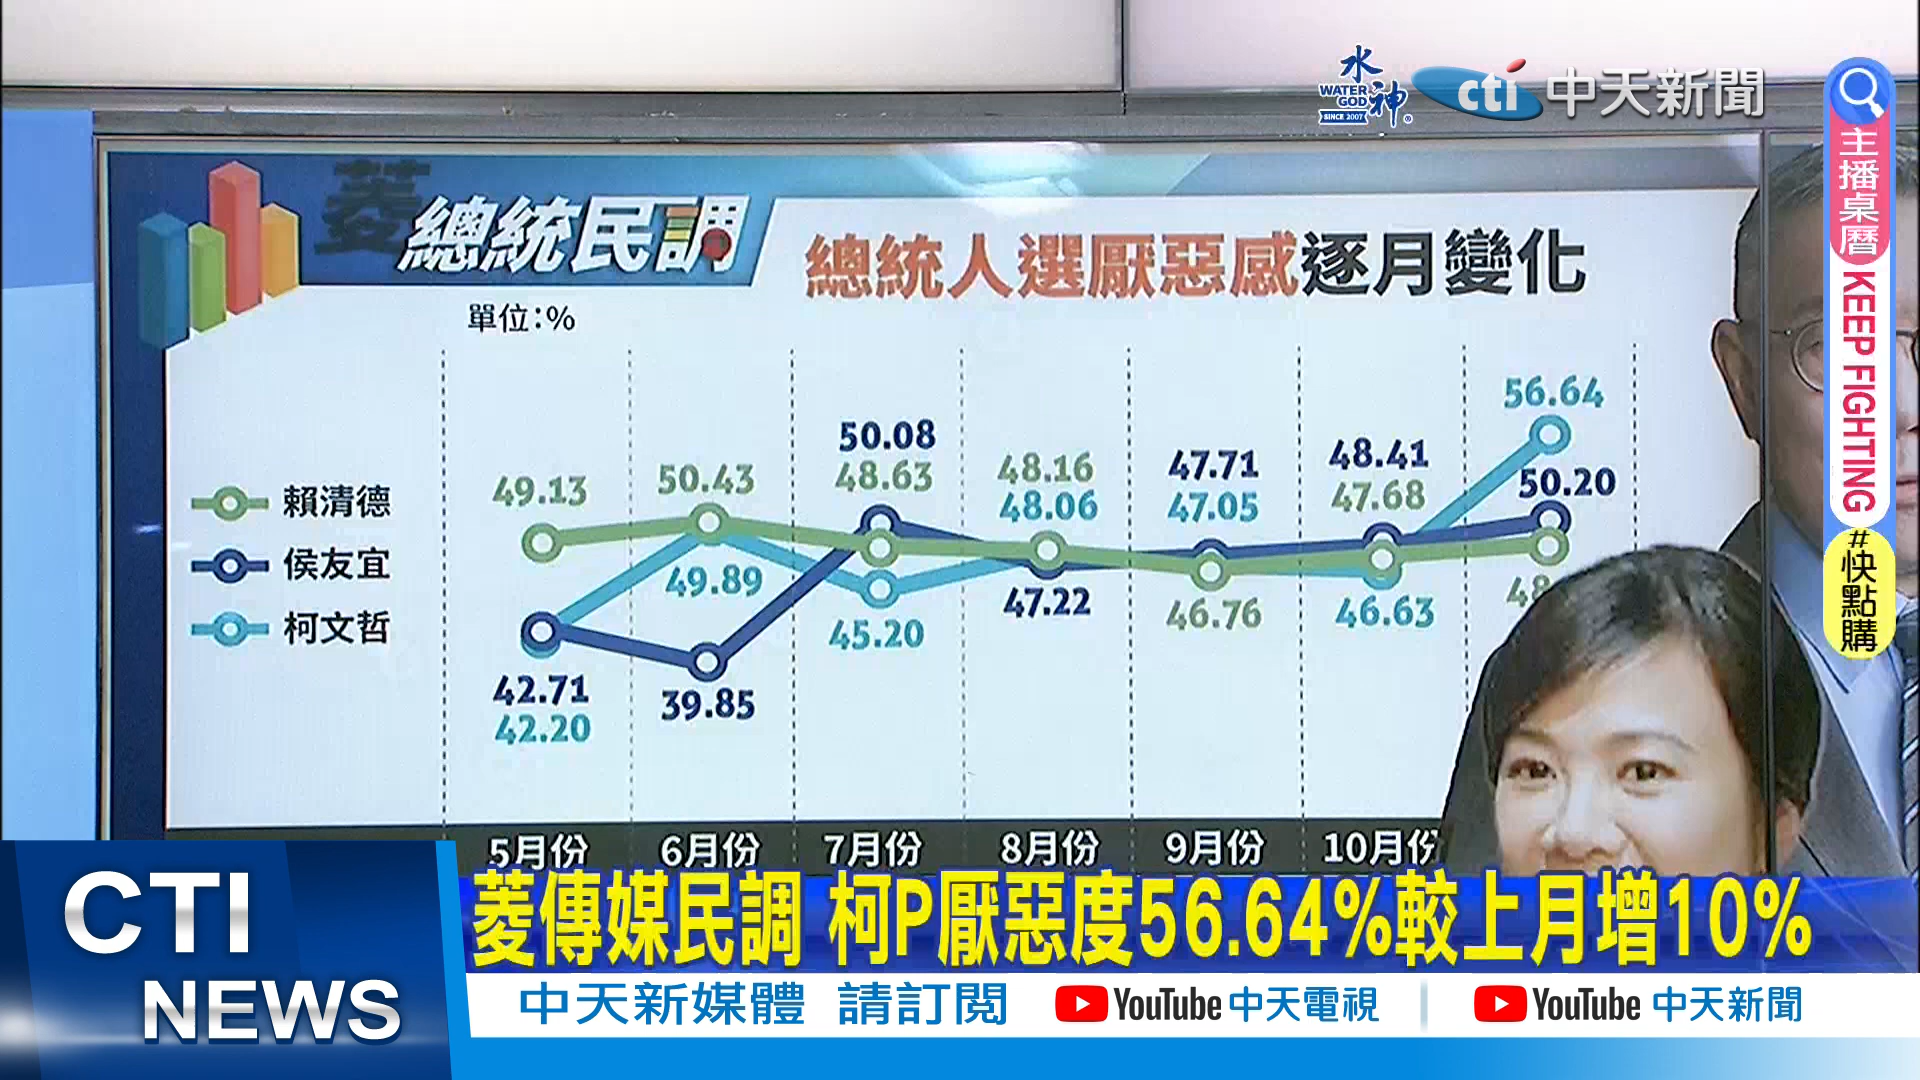 水神
WATER GOD
SINCE 2007
cti 中天新聞
主播桌曆 KEEP FIGHTING #快點購
菱 總統民調
總統人選厭惡感逐月變化
單位:%
賴清德
侯友宜
柯文哲
49.13
50.43
50.08
48.63
48.16
48.06
47.71
47.05
48.41
47.68
56.64
50.20
49.89
45.20
47.22
46.76
46.63
48
42.71
42.20
39.85
5月份 6月份 7月份 8月份 9月份 10月份
CTI NEWS
菱傳媒民調 柯P厭惡度56.64%較上月增10%
中天新媒體 請訂閱 YouTube 中天電視 YouTube 中天新聞